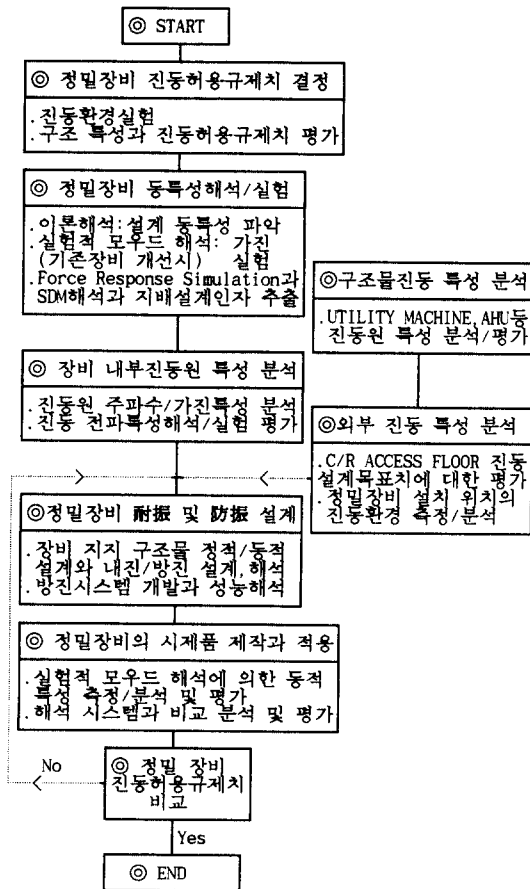 ◎ START
◎ 정밀장비 진동허용규제치 결정
.진동환경실험
.구조 특성과 진동허용규제치 평가
◎ 정밀장비 동특성해석/실험
.이론해석:설계 동특성 파악
.실험적 모우드 해석: 가진
(기존장비 개선시) 실험
.Force Response Simulation과
SDM해석과 지배설계인자 추출
◎구조물진동 특성 분석
.UTILITY MACHINE,AHU등
진동원 특성 분석/평가
◎ 장비 내부진동원 특성 분석
.진동원 주파수/가진특성 분석
.진동 전파특성해석/실험 평가
◎외부 진동 특성 분석
.C/R ACCESS FLOOR 진동
설계목표치에 대한 평가
.정밀장비 설치 위치의
진동환경 측정/분석
◎정밀장비 耐振 및 防振 설계
.장비 지지 구조물 정적/동적
설계와 내진/방진 설계,해석
.방진시스템 개발과 성능해석
◎ 정밀장비의 시제품 제작과 적용
.실험적 모우드 해석에 의한 동적
특성 측정/분석 및 평가
.해석 시스템과 비교 분석 및 평가
No
◎ 정밀 장비
진동허용규제치
비교
Yes
◎ END